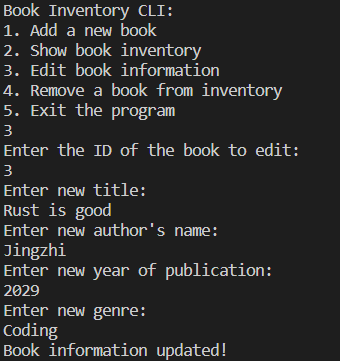 Book Inventory CLI:
1. Add a new book
2. Show book inventory
3. Edit book information
4. Remove a book from inventory
5. Exit the program
3
Enter the ID of the book to edit:
3
Enter new title:
Rust is good
Enter new author's name:
Jingzhi
Enter new year of publication:
2029
Enter new genre:
Coding
Book information updated!